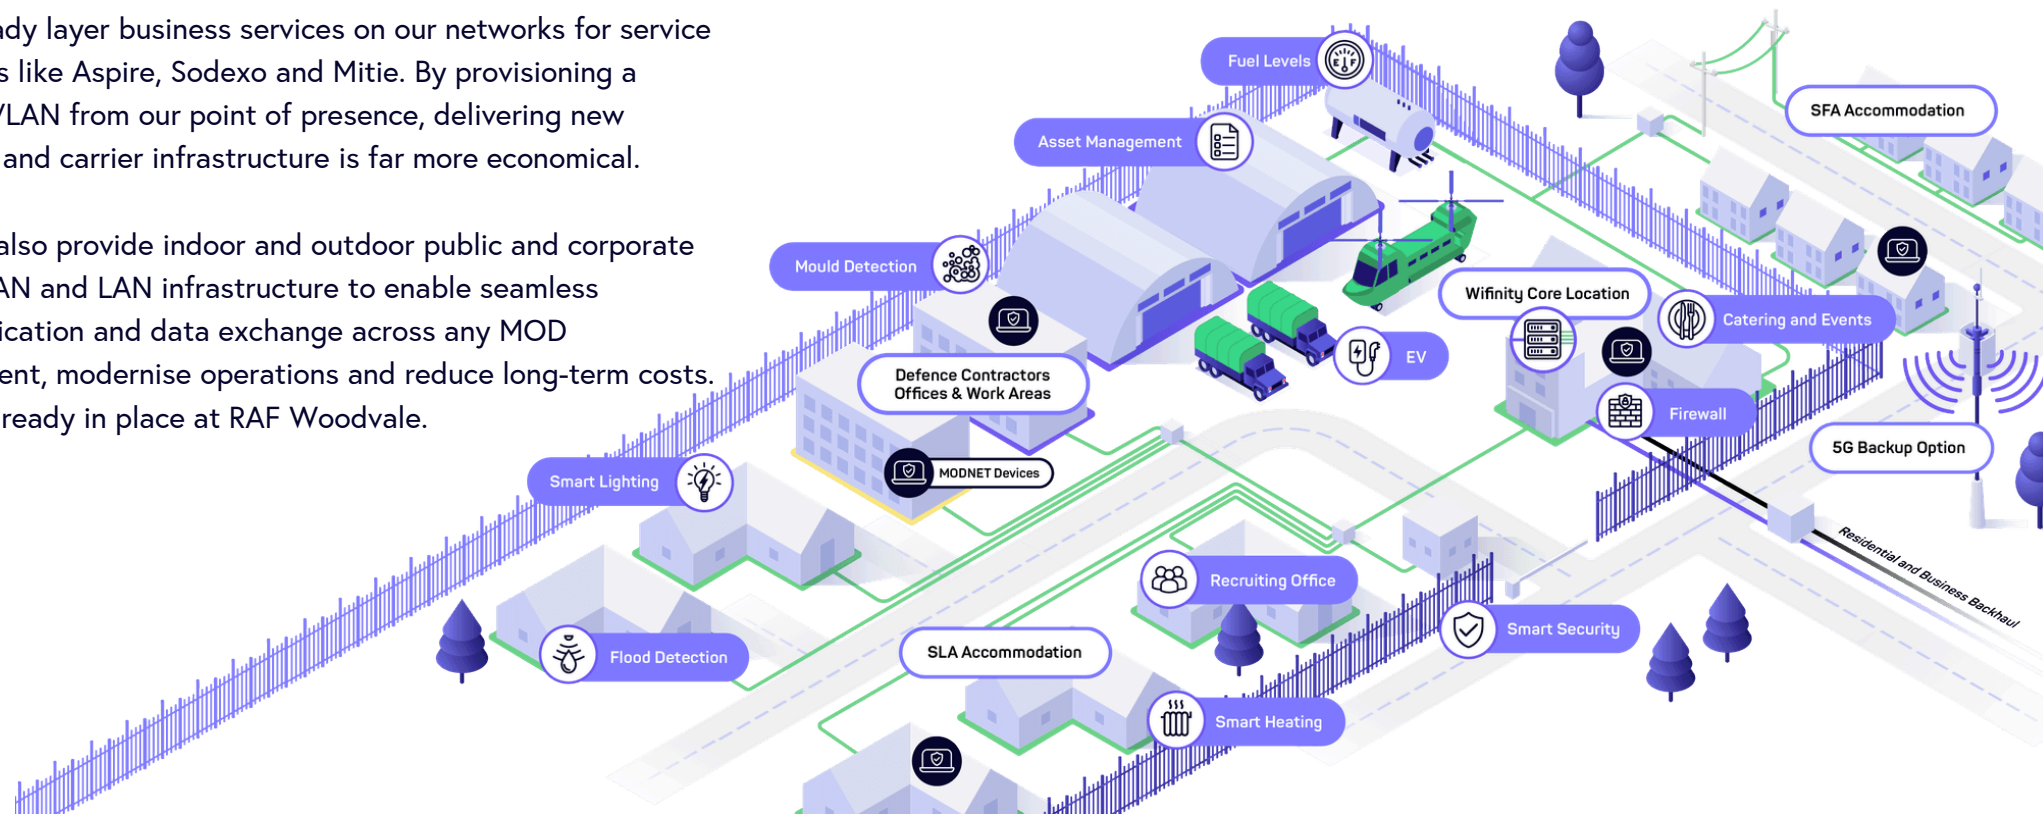 layer business services on our networks for service
like Aspire, Sodexo and Mitie. By provisioning a
VLAN from our point of presence, delivering new
and carrier infrastructure is far more economical.
also provide indoor and outdoor public and corporate
and LAN infrastructure to enable seamless
and data exchange across any MOD
modernise operations and reduce long-term costs.
in place at RAF Woodvale.
Fuel Levels
E F
Asset Management
SFA Accommodation
Mould Detection
Wifinity Core Location
Catering and Events
EV
Defence Contractors
Offices & Work Areas
Firewall
5G Backup Option
MODNET Devices
Smart Lighting
Residential and Business Backhaul
Recruiting Office
Smart Security
Flood Detection
SLA Accommodation
Smart Heating